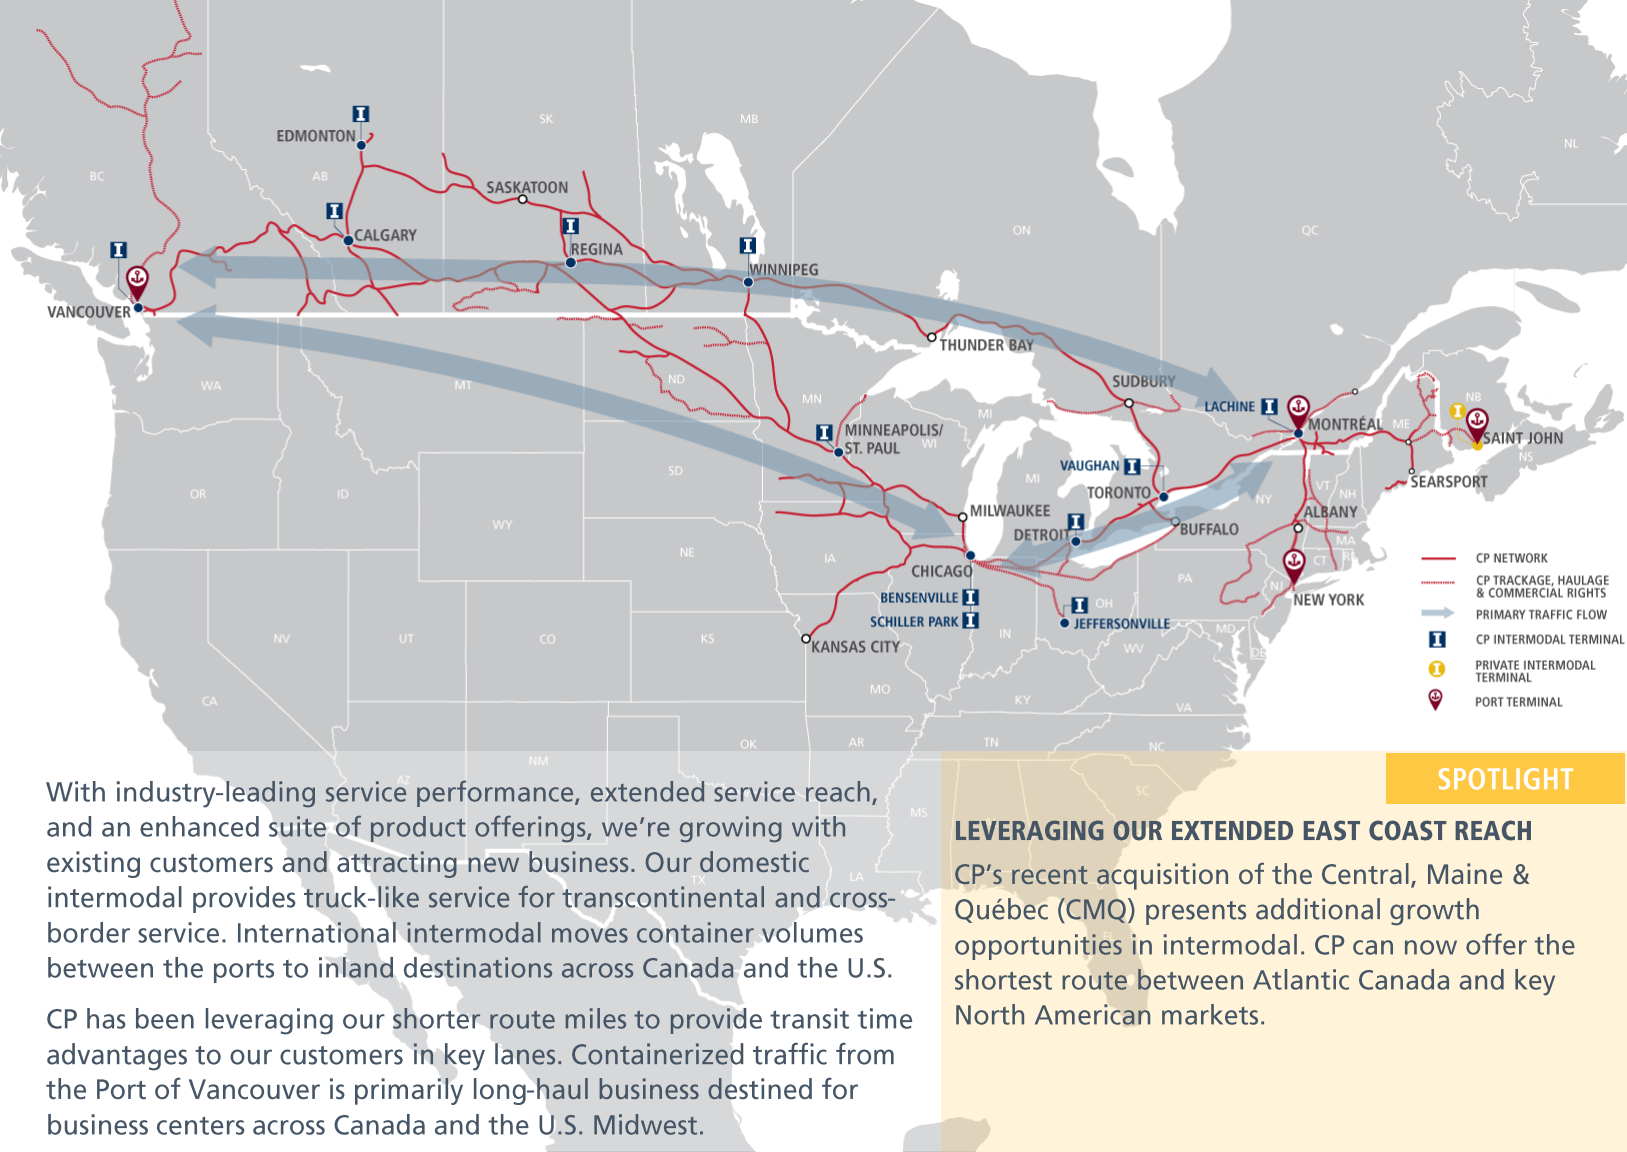 NL
SK
MB
EDMONTON
BC
AB
SASKATOON
ON
QC
CALGARY
REGINA
WINNIPEG
VANCOUVER
THUNDER BAY
SUDBURY
WA
MT
ND
MN
MI
LACHINE
MONTRÉAL
ME
NB
SAINT JOHN
NS
MINNEAPOLIS/
ST. PAUL
WI
VAUGHAN
SD
MI
TORONTO
SEARSPORT
OR
ID
NY
VT
NH
WY
MILWAUKEE
DETROIT
BUFFALO
ALBANY
MA
NE
IA
CHICAGO
PA
CT
RI
NJ
NEW YORK
BENSENVILLE
SCHILLER PARK
OH
JEFFERSONVILLE
IN
MD
DE
NV
UT
CO
KS
KANSAS CITY
WV
MO
KY
VA
CA
OK
AR
TN
NC
AZ
NM
MS
SC
TX
LA
FL
CP NETWORK
CP TRACKAGE, HAULAGE
& COMMERCIAL RIGHTS
PRIMARY TRAFFIC FLOW
CP INTERMODAL TERMINAL
PRIVATE INTERMODAL
TERMINAL
PORT TERMINAL
With industry-leading service performance, extended service reach,
and an enhanced suite of product offerings, we're growing with
existing customers and attracting new business. Our domestic
intermodal provides truck-like service for transcontinental and cross-
border service. International intermodal moves container volumes
between the ports to inland destinations across Canada and the U.S.
CP has been leveraging our shorter route miles to provide transit time
advantages to our customers in key lanes. Containerized traffic from
the Port of Vancouver is primarily long-haul business destined for
business centers across Canada and the U.S. Midwest.
SPOTLIGHT
LEVERAGING OUR EXTENDED EAST COAST REACH
CP's recent acquisition of the Central, Maine &
Québec (CMQ) presents additional growth
opportunities in intermodal. CP can now offer the
shortest route between Atlantic Canada and key
North American markets.